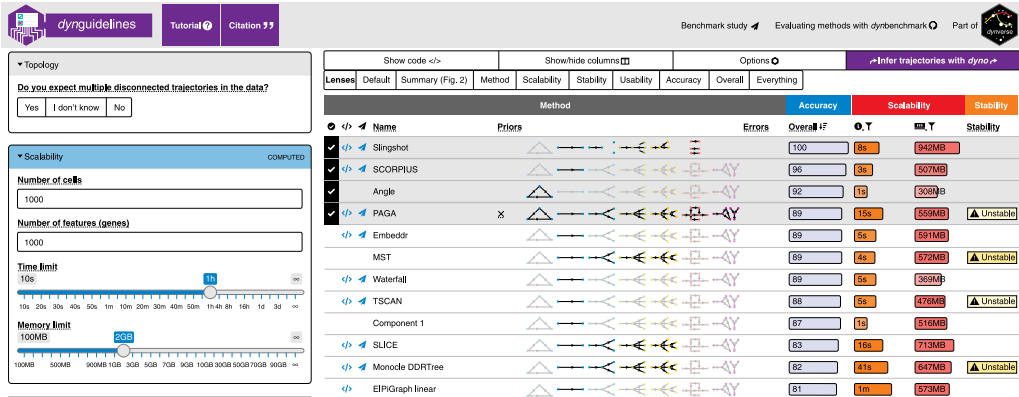 dynguidelines
Tutorial
Citation
Benchmark study
Evaluating methods with dynbenchmark
Part of
dynverse
Topology
Do you expect multiple disconnected trajectories in the data?
Yes
I don't know
No
Scalability
COMPUTED
Number of cells
1000
Number of features (genes)
1000
Time limit
10s
1h
∞
10s 20s 30s 40s 50s 1m 10m 20m 30m 40m 50m 1h 4h 8h 16h 1d 3d ∞
Memory limit
100MB
2GB
∞
100MB 500MB 900MB 1GB 3GB 5GB 7GB 9GB 10GB 30GB 50GB 70GB 90GB ∞
Show code </>
Show/hide columns
Options
Infer trajectories with dyno
Lenses Default Summary (Fig. 2) Method Scalability Stability Usability Accuracy Overall Everything
Method Accuracy Scalability Stability
</> Name Priors Errors Overall Stability
</> Slingshot 100 8s 942MB
</> SCORPIUS 96 3s 507MB
Angle 92 1s 308MB
</> PAGA 89 15s 559MB Unstable
</> Embeddr 89 5s 591MB
MST 89 4s 572MB Unstable
</> Waterfall 89 5s 369MB
</> TSCAN 88 5s 476MB Unstable
Component 1 87 1s 516MB
</> SLICE 83 16s 713MB
</> Monocle DDRTree 82 41s 647MB Unstable
</> ElPiGraph linear 81 1m 573MB